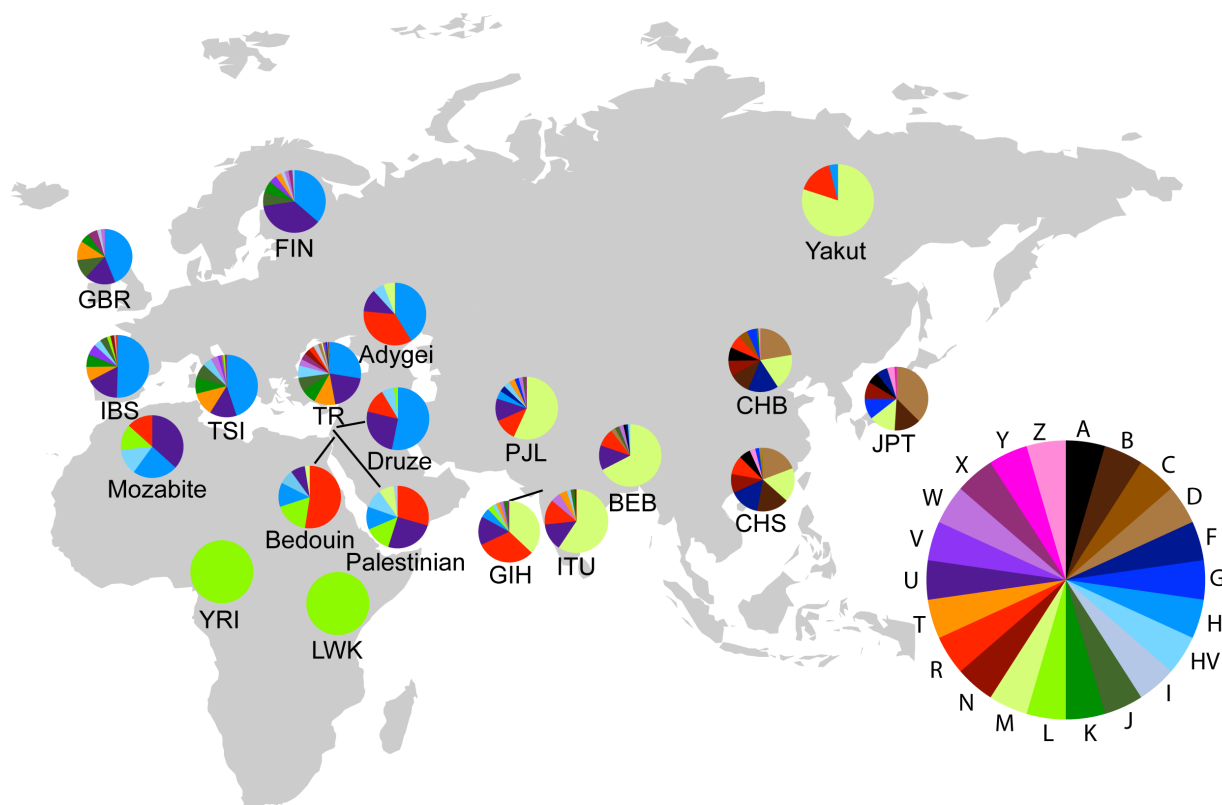 FIN
Yakut
GBR
Adygei
IBS
TSI
TR
CHB
JPT
Druze
PJL
Mozabite
BEB
CHS
Bedouin
Palestinian
GIH
ITU
YRI
LWK
A
B
C
D
F
G
H
HV
I
J
K
L
M
N
R
T
U
V
W
X
Y
Z